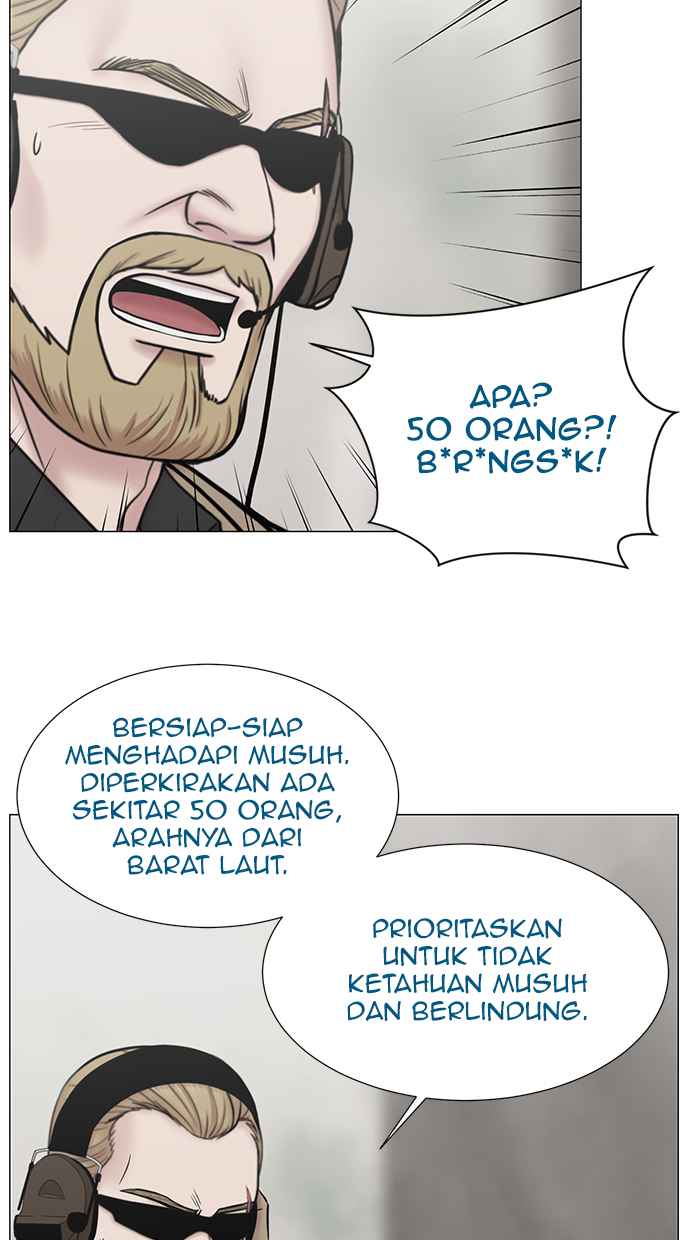 APA?
50 ORANG?!
B*R*NGS*K!
BERSIAP-SIAP
MENGHADAPI MUSUH.
DIPERKIRAKAN ADA
SEKITAR 50 ORANG,
ARAHNYA DARI
BARAT LAUT.
PRIORITASKAN
UNTUK TIDAK
KETAHUAN MUSUH
DAN BERLINDUNG.